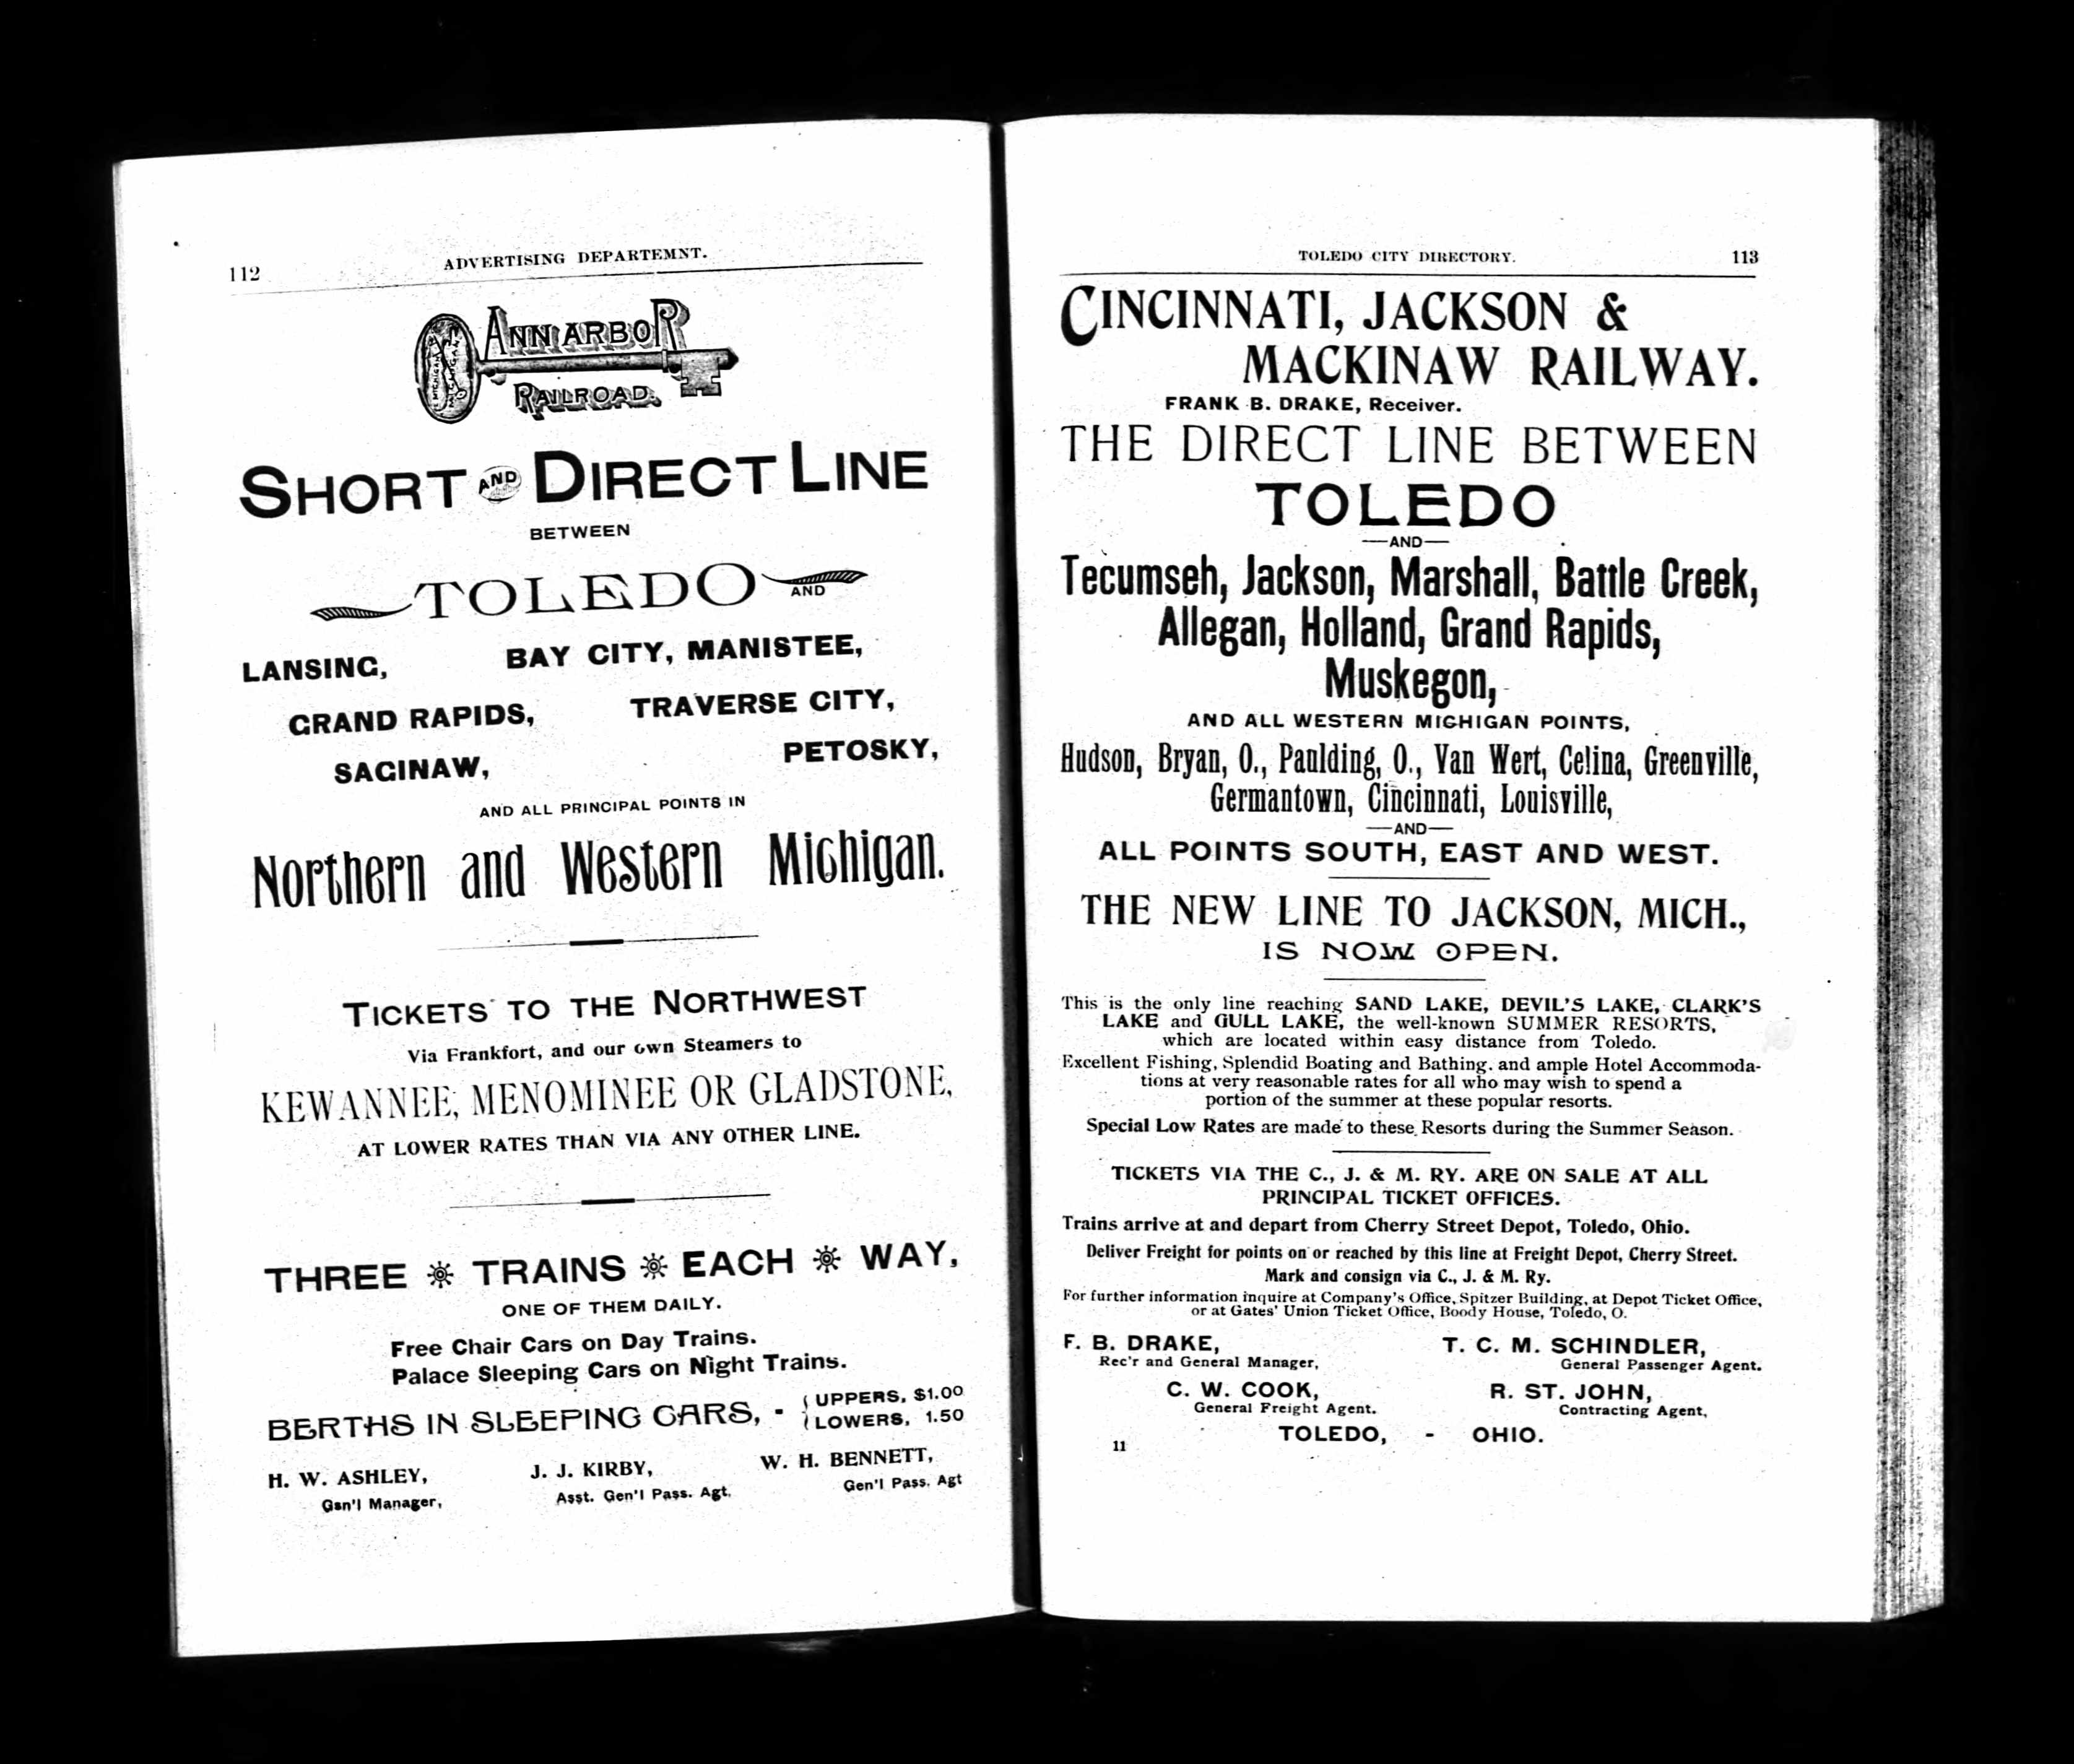 112
ADVERTISING DEPARTEMNT.
ANN ARBOR
RAILROAD.
SHORT AND DIRECT LINE
BETWEEN
TOLEDO AND
LANSING, BAY CITY, MANISTEE,
GRAND RAPIDS, TRAVERSE CITY,
SAGINAW, PETOSKY,
AND ALL PRINCIPAL POINTS IN
Northern and Western Michigan.
TICKETS TO THE NORTHWEST
Via Frankfort, and our own Steamers to
KEWANNEE, MENOMINEE OR GLADSTONE,
AT LOWER RATES THAN VIA ANY OTHER LINE.
THREE TRAINS EACH WAY,
ONE OF THEM DAILY.
Free Chair Cars on Day Trains.
Palace Sleeping Cars on Night Trains.
BERTHS IN SLEEPING CARS, - { UPPERS, $1.00
LOWERS, 1.50
H. W. ASHLEY, J. J. KIRBY, W. H. BENNETT,
Gen'l Manager, Asst. Gen'l Pass. Agt. Gen'l Pass. Agt
TOLEDO CITY DIRECTORY. 113
CINCINNATI, JACKSON &
MACKINAW RAILWAY.
FRANK B. DRAKE, Receiver.
THE DIRECT LINE BETWEEN
TOLEDO
—AND—
Tecumseh, Jackson, Marshall, Battle Creek,
Allegan, Holland, Grand Rapids,
Muskegon,
AND ALL WESTERN MICHIGAN POINTS,
Hudson, Bryan, O., Paulding, O., Van Wert, Celina, Greenville,
Germantown, Cincinnati, Louisville,
—AND—
ALL POINTS SOUTH, EAST AND WEST.
THE NEW LINE TO JACKSON, MICH.,
IS NOW OPEN.
This is the only line reaching SAND LAKE, DEVIL'S LAKE, CLARK'S
LAKE and GULL LAKE, the well-known SUMMER RESORTS,
which are located within easy distance from Toledo.
Excellent Fishing, Splendid Boating and Bathing, and ample Hotel Accommoda-
tions at very reasonable rates for all who may wish to spend a
portion of the summer at these popular resorts.
Special Low Rates are made to these Resorts during the Summer Season.
TICKETS VIA THE C., J. & M. RY. ARE ON SALE AT ALL
PRINCIPAL TICKET OFFICES.
Trains arrive at and depart from Cherry Street Depot, Toledo, Ohio.
Deliver Freight for points on or reached by this line at Freight Depot, Cherry Street.
Mark and consign via C., J. & M. Ry.
For further information inquire at Company's Office, Spitzer Building, at Depot Ticket Office,
or at Gates' Union Ticket Office, Boody House, Toledo, O.
F. B. DRAKE, T. C. M. SCHINDLER,
Rec'r and General Manager, General Passenger Agent.
C. W. COOK, R. ST. JOHN,
General Freight Agent. Contracting Agent,
TOLEDO, - OHIO.
11